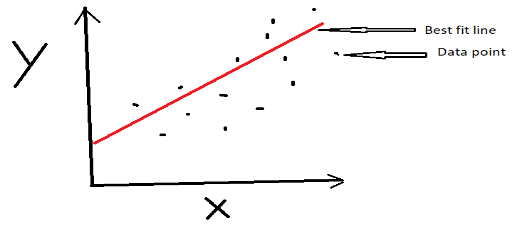 Best fit line
Data point
y
x